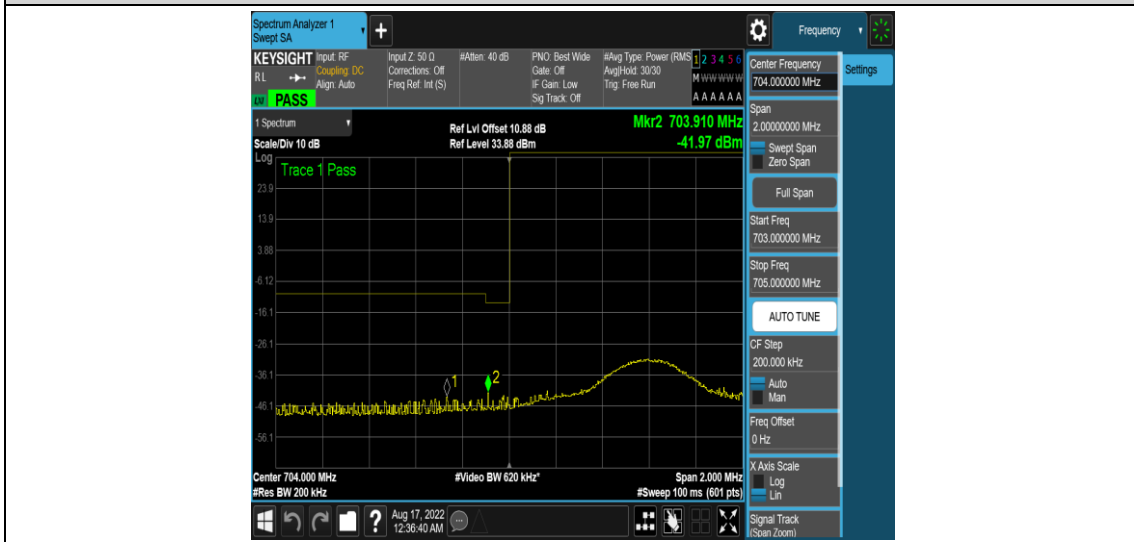 Spectrum Analyzer 1
Swept SA
+
Frequency
KEYSIGHT
R L
PASS
Input: RF
Coupling: DC
Align: Auto
Input Z: 50 Ω
Corrections: Off
Freq Ref: Int (S)
#Atten: 40 dB
PNO: Best Wide
Gate: Off
IF Gain: Low
Sig Track: Off
#Avg Type: Power (RMS
Avg|Hold: 30/30
Trig: Free Run
1 2 3 4 5 6
M W W W W W
A A A A A A
1 Spectrum
Scale/Div 10 dB
Ref Lvl Offset 10.88 dB
Ref Level 33.88 dBm
Mkr2 703.910 MHz
-41.97 dBm
Log
Trace 1 Pass
23.9
13.9
3.88
-6.12
-16.1
-26.1
-36.1
-46.1
-56.1
1
2
Center 704.000 MHz
#Res BW 200 kHz
#Video BW 620 kHz*
Span 2.000 MHz
#Sweep 100 ms (601 pts)
?
Aug 17, 2022
12:36:40 AM
Center Frequency
704.000000 MHz
Settings
Span
2.00000000 MHz
Swept Span
Zero Span
Full Span
Start Freq
703.000000 MHz
Stop Freq
705.000000 MHz
AUTO TUNE
CF Step
200.000 kHz
Auto
Man
Freq Offset
0 Hz
X Axis Scale
Log
Lin
Signal Track
(Span Zoom)